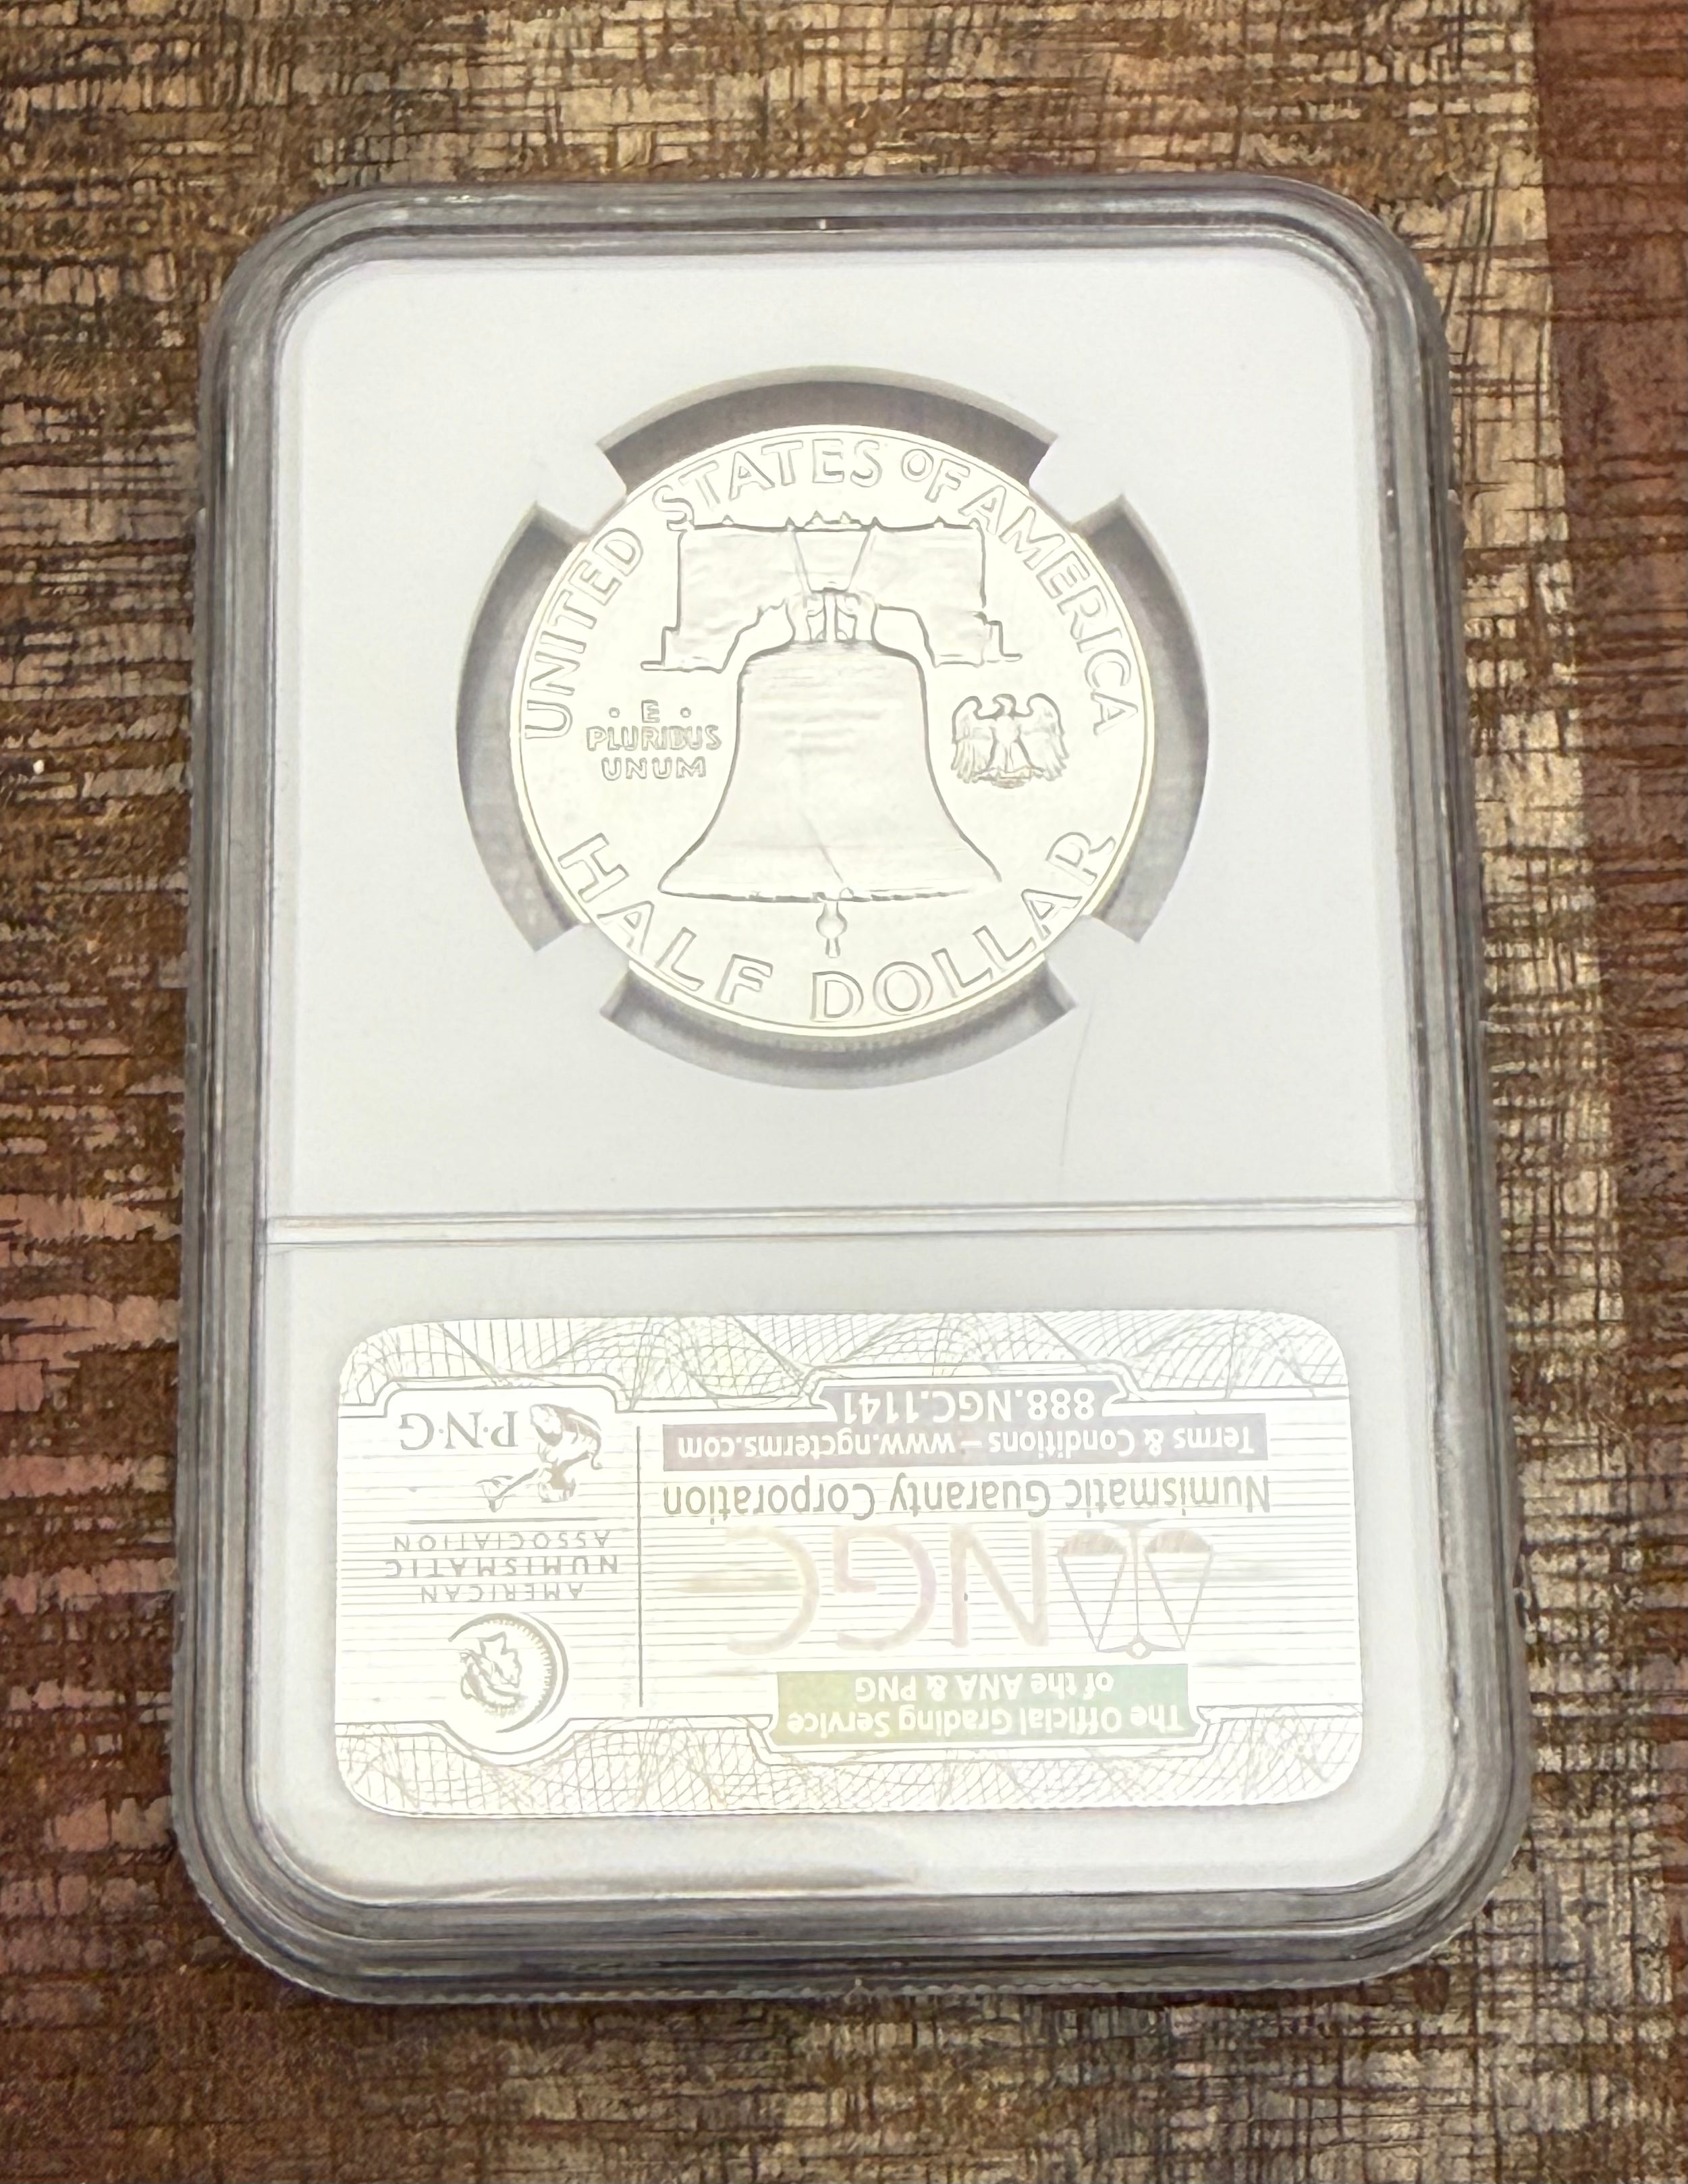 UNITED STATES OF AMERICA
· E ·
PLURIBUS
UNUM
HALF DOLLAR
The Official Grading Service
of the ANA & PNG
NGC
Numismatic Guaranty Corporation
Terms & Conditions – www.ngcterms.com
888.NGC.1141
AMERICAN
NUMISMATIC
ASSOCIATION
P·N·G